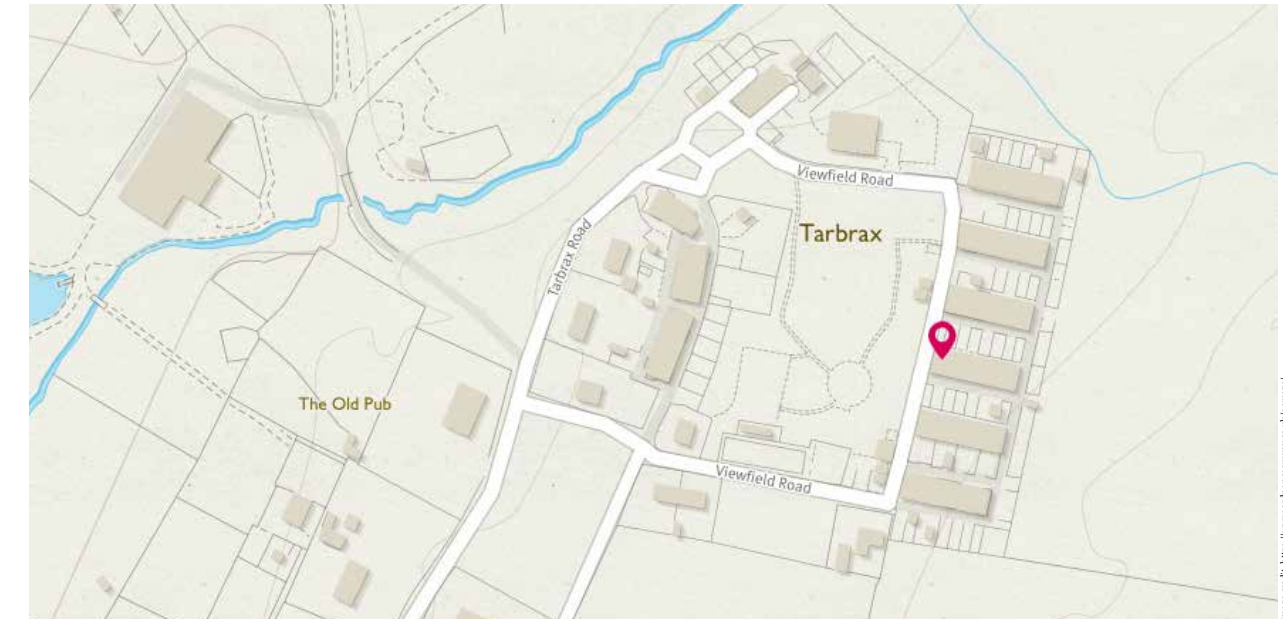 Viewfield Road
Tarbrax
Tarbrax Road
The Old Pub
Viewfield Road